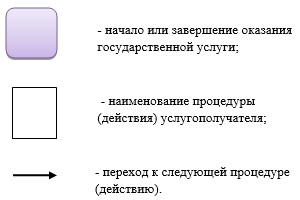 - начало или завершение оказания
государственной услуги;
- наименование процедуры
(действия) услугополучателя;
- переход к следующей процедуре
(действию).